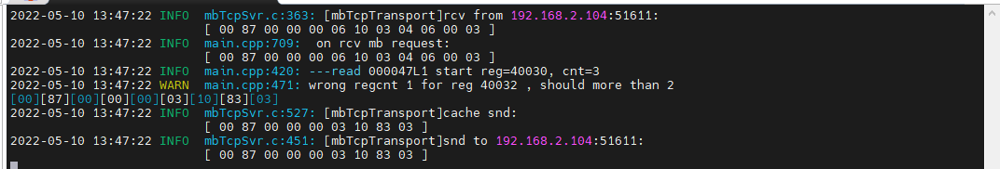 2022-05-10 13:47:22 INFO  mbTcpSvr.c:363: [mbTcpTransport]rcv from 192.168.2.104:51611:
[ 00 87 00 00 00 06 10 03 04 06 00 03 ]
2022-05-10 13:47:22 INFO  main.cpp:709:  on rcv mb request:
[ 00 87 00 00 00 06 10 03 04 06 00 03 ]
2022-05-10 13:47:22 INFO  main.cpp:420: ---read 000047L1 start reg=40030, cnt=3
2022-05-10 13:47:22 WARN  main.cpp:471: wrong regcnt 1 for reg 40032 , should more than 2
[00][87][00][00][00][03][10][83][03]
2022-05-10 13:47:22 INFO  mbTcpSvr.c:527: [mbTcpTransport]cache snd:
[ 00 87 00 00 00 03 10 83 03 ]
2022-05-10 13:47:22 INFO  mbTcpSvr.c:451: [mbTcpTransport]snd to 192.168.2.104:51611:
[ 00 87 00 00 00 03 10 83 03 ]